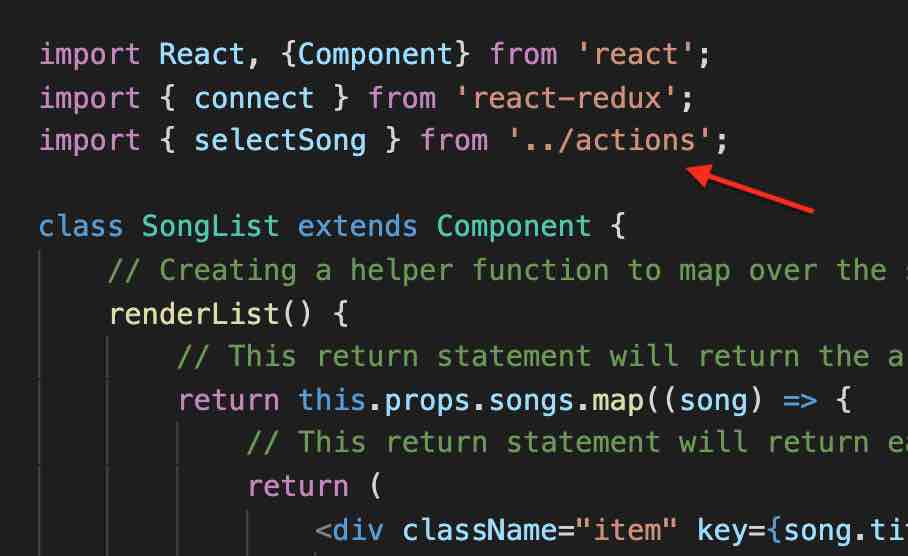 import React, {Component} from 'react';
import { connect } from 'react-redux';
import { selectSong } from '../actions';
class SongList extends Component {
// Creating a helper function to map over the
renderList() {
// This return statement will return the
return this.props.songs.map((song) => {
// This return statement will return
return (
<div className="item" key={song.